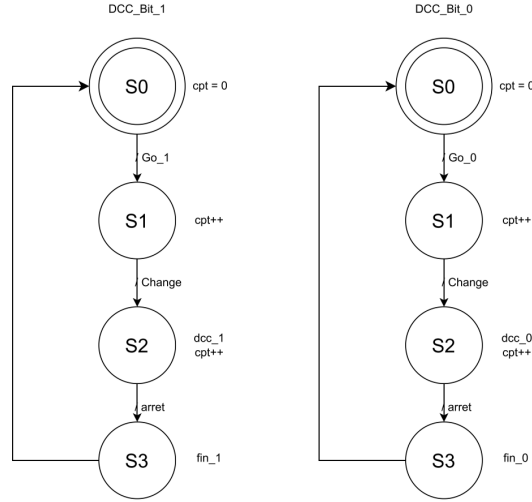 DCC_Bit_1
S0
cpt = 0
/ Go_1
S1
cpt++
/ Change
S2
dcc_1
cpt++
/ arret
S3
fin_1
DCC_Bit_0
S0
cpt = 0
/ Go_0
S1
cpt++
/ Change
S2
dcc_0
cpt++
/ arret
S3
fin_0